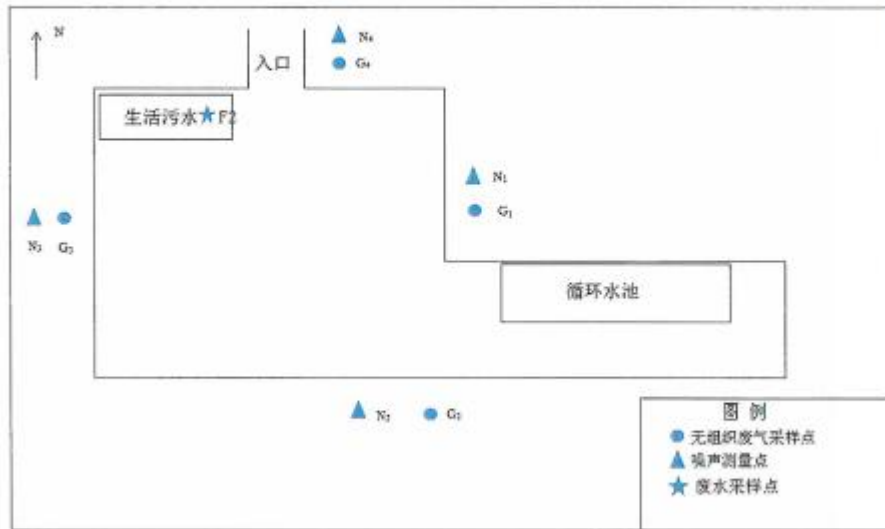 N
N₄
入口
G₄
生活污水
F2
N₁
G₁
N₃
G₃
循环水池
N₂
G₂
图 例
无组织废气采样点
噪声测量点
废水采样点